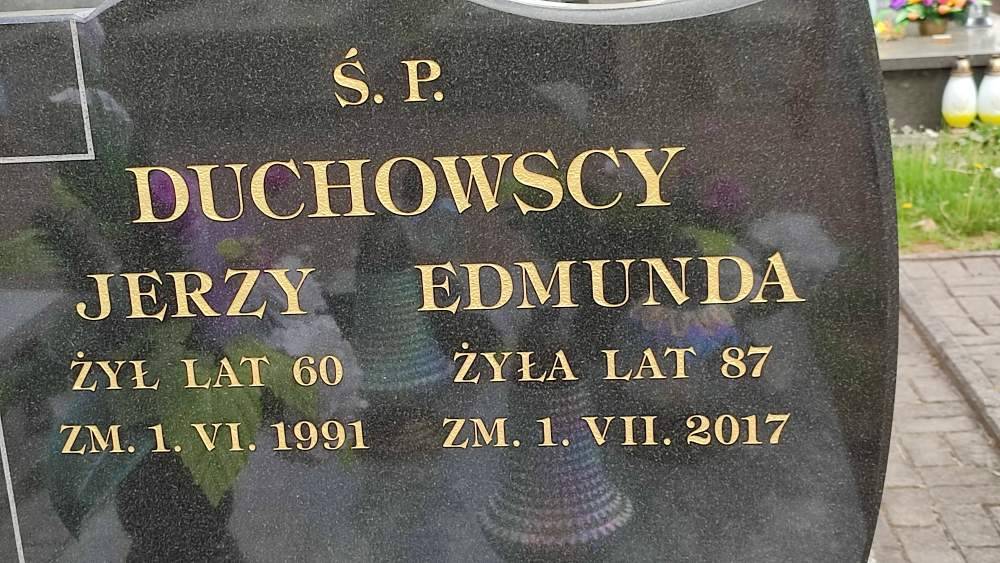 Ś. P.
DUCHOWSCY
JERZY EDMUNDA
ŻYŁ LAT 60 ŻYŁA LAT 87
ZM. 1. VI. 1991 ZM. 1. VII. 2017